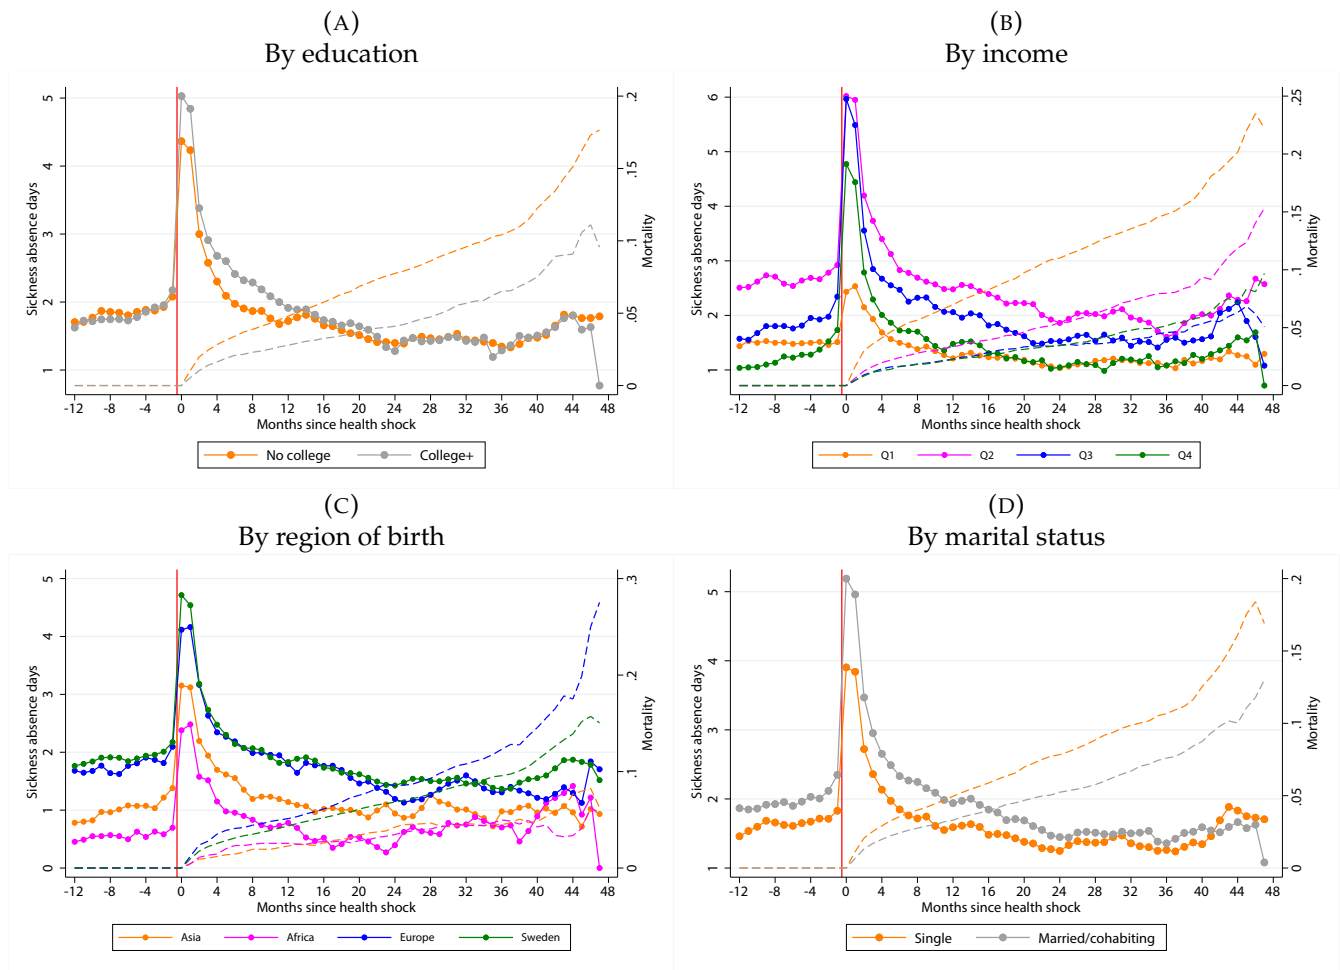 (A)
By education
Sickness absence days
5
4
3
2
1
.2
.15
.1
.05
0
Mortality
-12 -8 -4 0 4 8 12 16 20 24 28 32 36 40 44 48
Months since health shock
No college College+
(B)
By income
Sickness absence days
6
5
4
3
2
1
.25
.2
.15
.1
.05
0
Mortality
-12 -8 -4 0 4 8 12 16 20 24 28 32 36 40 44 48
Months since health shock
Q1 Q2 Q3 Q4
(C)
By region of birth
Sickness absence days
5
4
3
2
1
0
.3
.2
.1
0
Mortality
-12 -8 -4 0 4 8 12 16 20 24 28 32 36 40 44 48
Months since health shock
Asia Africa Europe Sweden
(D)
By marital status
Sickness absence days
5
4
3
2
1
.2
.15
.1
.05
0
Mortality
-12 -8 -4 0 4 8 12 16 20 24 28 32 36 40 44 48
Months since health shock
Single Married/cohabiting